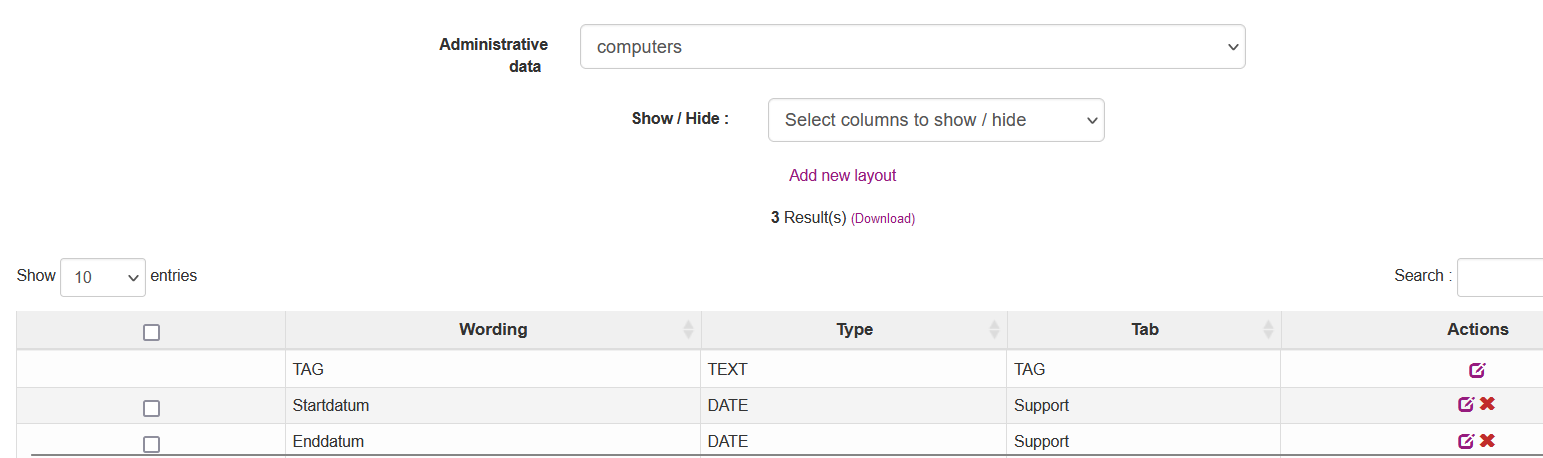 Administrative
data
computers
Show / Hide :
Select columns to show / hide
Add new layout
3 Result(s) (Download)
Show 10 entries
Search :
Wording Type Tab Actions
TAG TEXT TAG
Startdatum DATE Support
Enddatum DATE Support